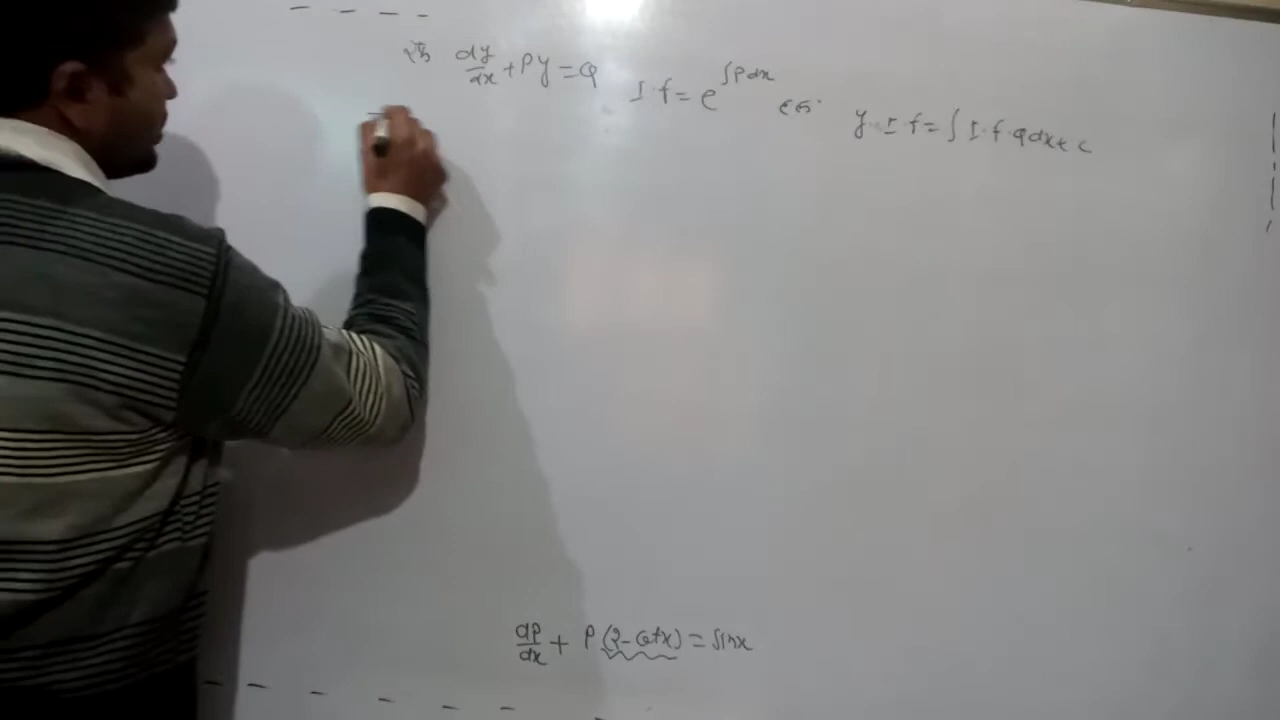 dy/dx + Py = Q I.f = e^∫Pdx y. I.f = ∫ I.f. Q dx + c
dP/dx + P (2 - Cotx) = Sinx